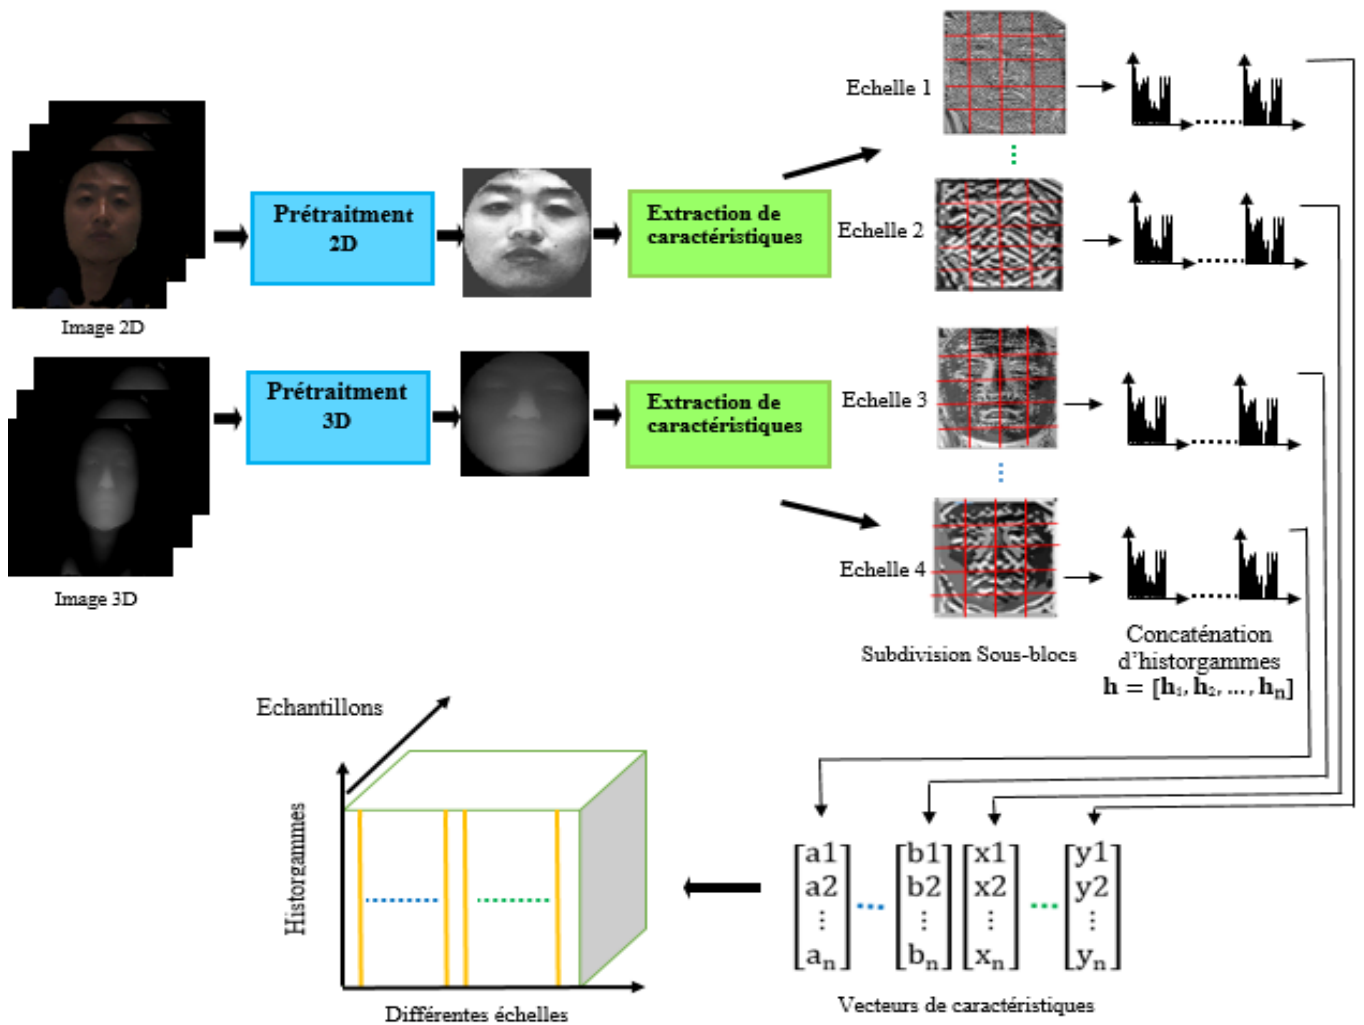 Image 2D
Prétraitment
2D
Extraction de
caractéristiques
Echelle 1
Echelle 2
Image 3D
Prétraitment
3D
Extraction de
caractéristiques
Echelle 3
Echelle 4
Subdivision Sous-blocs
Concaténation
d'historgammes
h = [h₁, h₂, ..., hₙ]
Echantillons
Historgammes
Différentes échelles
a1 b1 x1 y1
a2 b2 x2 y2
⋮ ⋮ ⋮ ⋮
aₙ bₙ xₙ yₙ
Vecteurs de caractéristiques